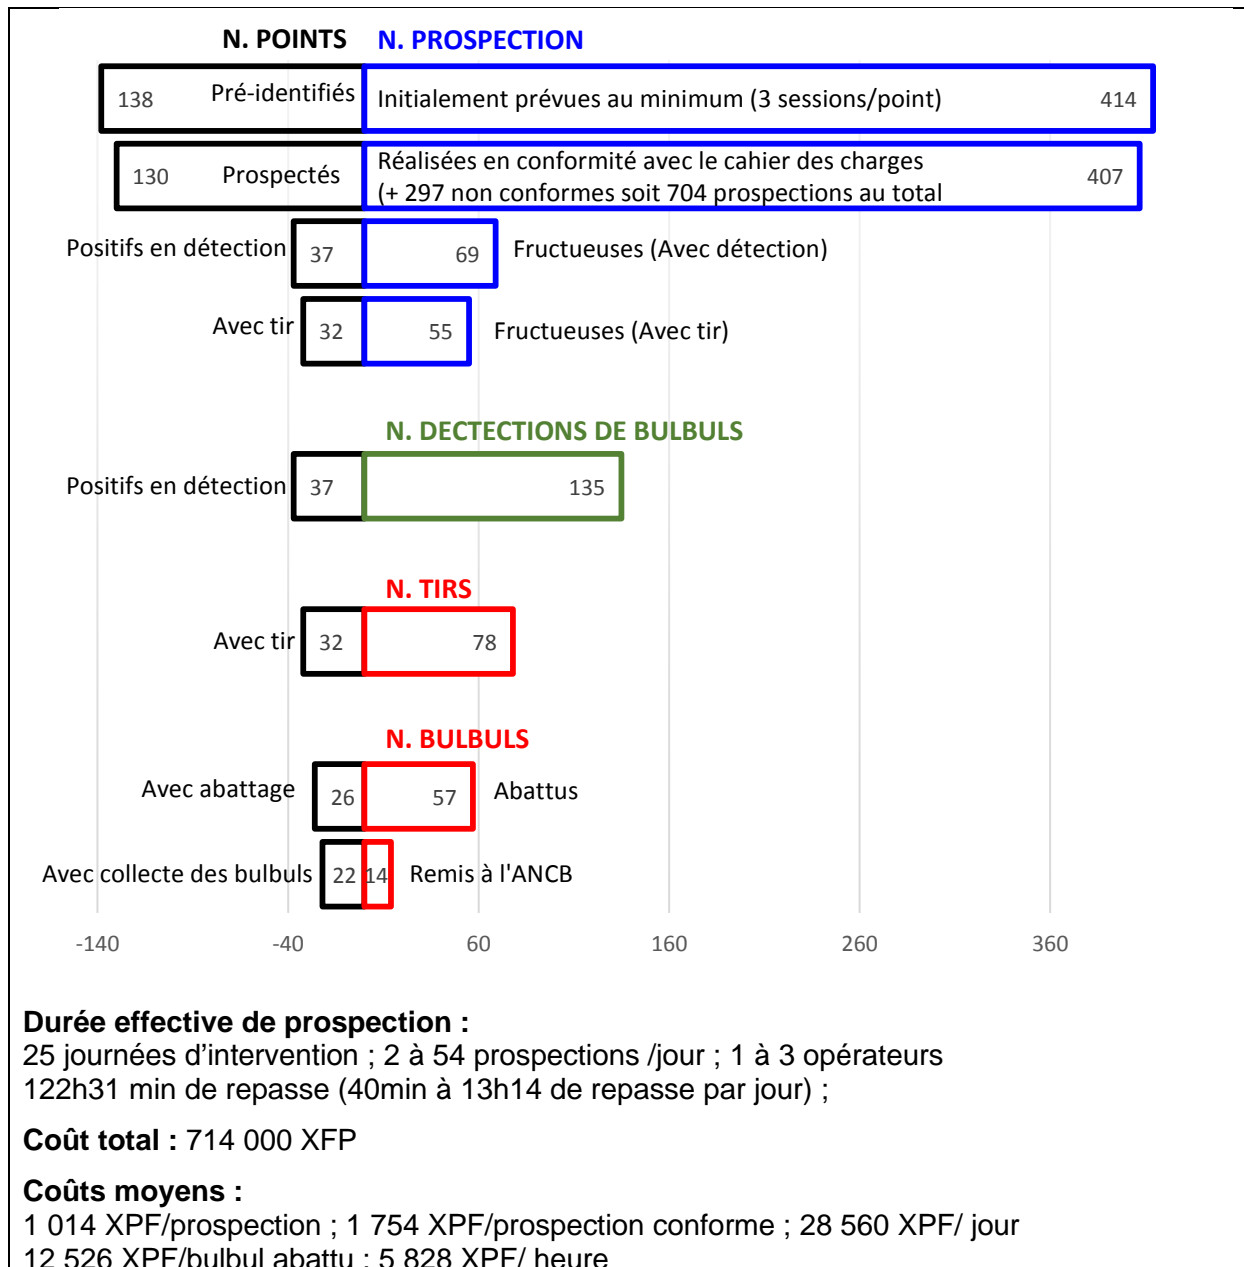 N. POINTS N. PROSPECTION
138 Pré-identifiés Initialement prévues au minimum (3 sessions/point) 414
130 Prospectés Réalisées en conformité avec le cahier des charges 407
(+ 297 non conformes soit 704 prospections au total
Positifs en détection 37 69 Fructueuses (Avec détection)
Avec tir 32 55 Fructueuses (Avec tir)
N. DECTECTIONS DE BULBULS
Positifs en détection 37 135
N. TIRS
Avec tir 32 78
N. BULBULS
Avec abattage 26 57 Abattus
Avec collecte des bulbuls 22 14 Remis à l'ANCB
-140 -40 60 160 260 360
Durée effective de prospection :
25 journées d’intervention ; 2 à 54 prospections /jour ; 1 à 3 opérateurs
122h31 min de repasse (40min à 13h14 de repasse par jour) ;
Coût total : 714 000 XFP
Coûts moyens :
1 014 XPF/prospection ; 1 754 XPF/prospection conforme ; 28 560 XPF/ jour
12 526 XPF/bulbul abattu ; 5 828 XPF/ heure